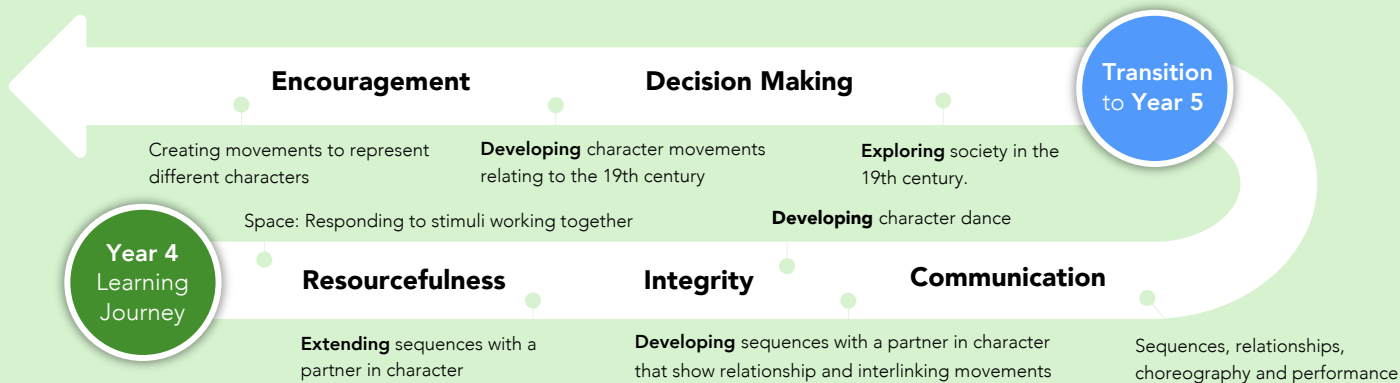 Encouragement
Decision Making
Transition
to Year 5
Creating movements to represent
different characters
Developing character movements
relating to the 19th century
Exploring society in the
19th century.
Space: Responding to stimuli working together
Developing character dance
Year 4
Learning
Journey
Resourcefulness
Integrity
Communication
Extending sequences with a
partner in character
Developing sequences with a partner in character
that show relationship and interlinking movements
Sequences, relationships,
choreography and performance